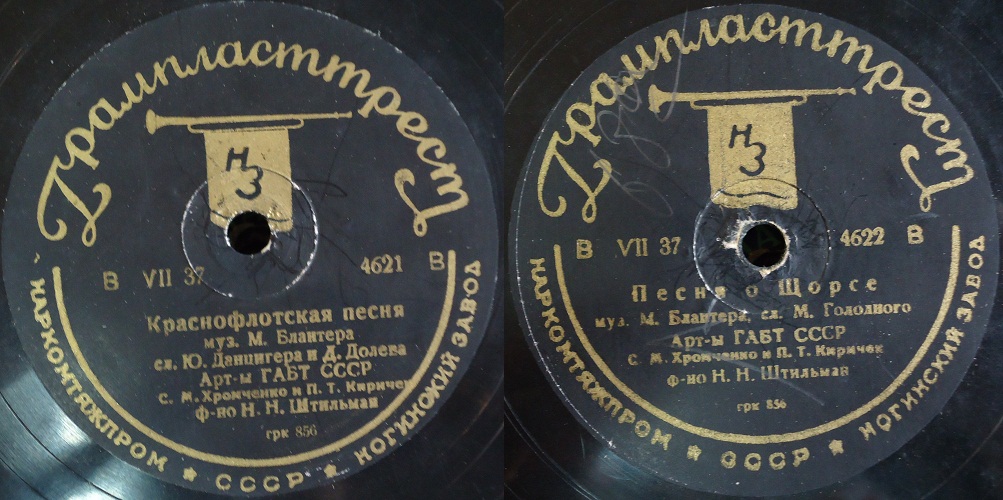 Грампласттрест
НЗ
В VII 37 4621 В
Краснофлотская песня
муз. М. Блантера
сл. Ю. Данцигера и Д. Долева
Арт-ы ГАБТ СССР
С. М. Хромченко и П. Т. Киричек
ф-но Н. Н. Штильман
грк 856
НАРКОМТЯЖПРОМ ★ СССР ★ НОГИНСКИЙ ЗАВОД
Грампласттрест
НЗ
В VII 37 4622 В
Песня о Щорсе
муз. М. Блантера, сл. М. Голодного
Арт-ы ГАБТ СССР
С. М. Хромченко и П. Т. Киричек
ф-но Н. Н. Штильман
грк 856
НАРКОМТЯЖПРОМ ★ СССР ★ НОГИНСКИЙ ЗАВОД